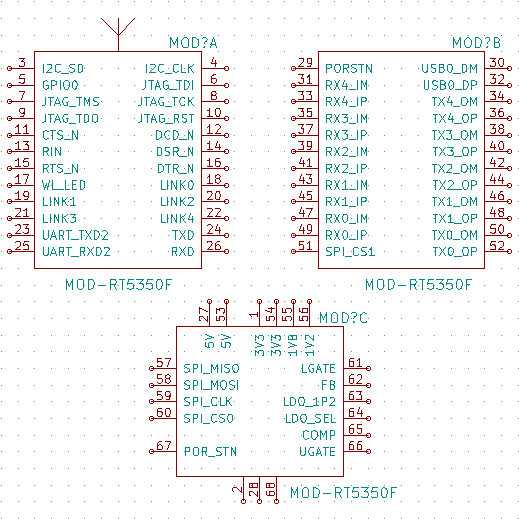 MOD?A
3 I2C_SD I2C_CLK 4
5 GPIO0 JTAG_TDI 6
7 JTAG_TMS JTAG_TCK 8
9 JTAG_TDO JTAG_RST 10
11 CTS_N DCD_N 12
13 RIN DSR_N 14
15 RTS_N DTR_N 16
17 WL_LED LINK0 18
19 LINK1 LINK2 20
21 LINK3 LINK4 22
23 UART_TXD2 TXD 24
25 UART_RXD2 RXD 26
MOD-RT5350F
MOD?B
29 PORSTN USB0_DM 30
31 RX4_IM USB0_DP 32
33 RX4_IP TX4_OM 34
35 RX3_IM TX4_OP 36
37 RX3_IP TX3_OM 38
39 RX2_IM TX3_OP 40
41 RX2_IP TX2_OM 42
43 RX1_IM TX2_OP 44
45 RX1_IP TX1_OM 46
47 RX0_IM TX1_OP 48
49 RX0_IP TX0_OM 50
51 SPI_CS1 TX0_OP 52
MOD-RT5350F
27 53 1 54 55 56
MOD?C
5V 5V 3V3 3V3 1V8 1V2
57 SPI_MISO LGATE 61
58 SPI_MOSI FB 62
59 SPI_CLK LDO_1P2 63
60 SPI_CS0 LDO_SEL 64
COMP 65
67 POR_STN UGATE 66
2 28 68
MOD-RT5350F